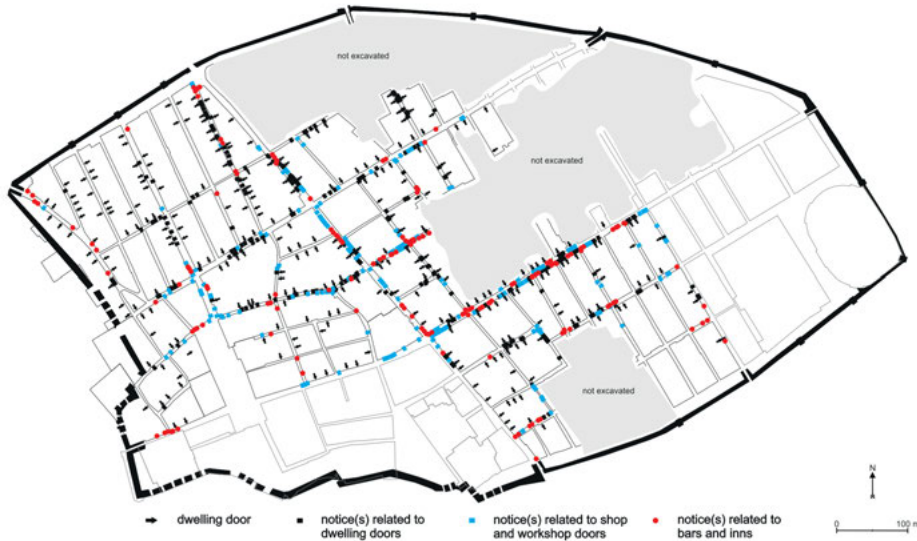 not excavated
not excavated
not excavated
N
dwelling door
notice(s) related to
dwelling doors
notice(s) related to shop
and workshop doors
notice(s) related to
bars and inns
0 100 m